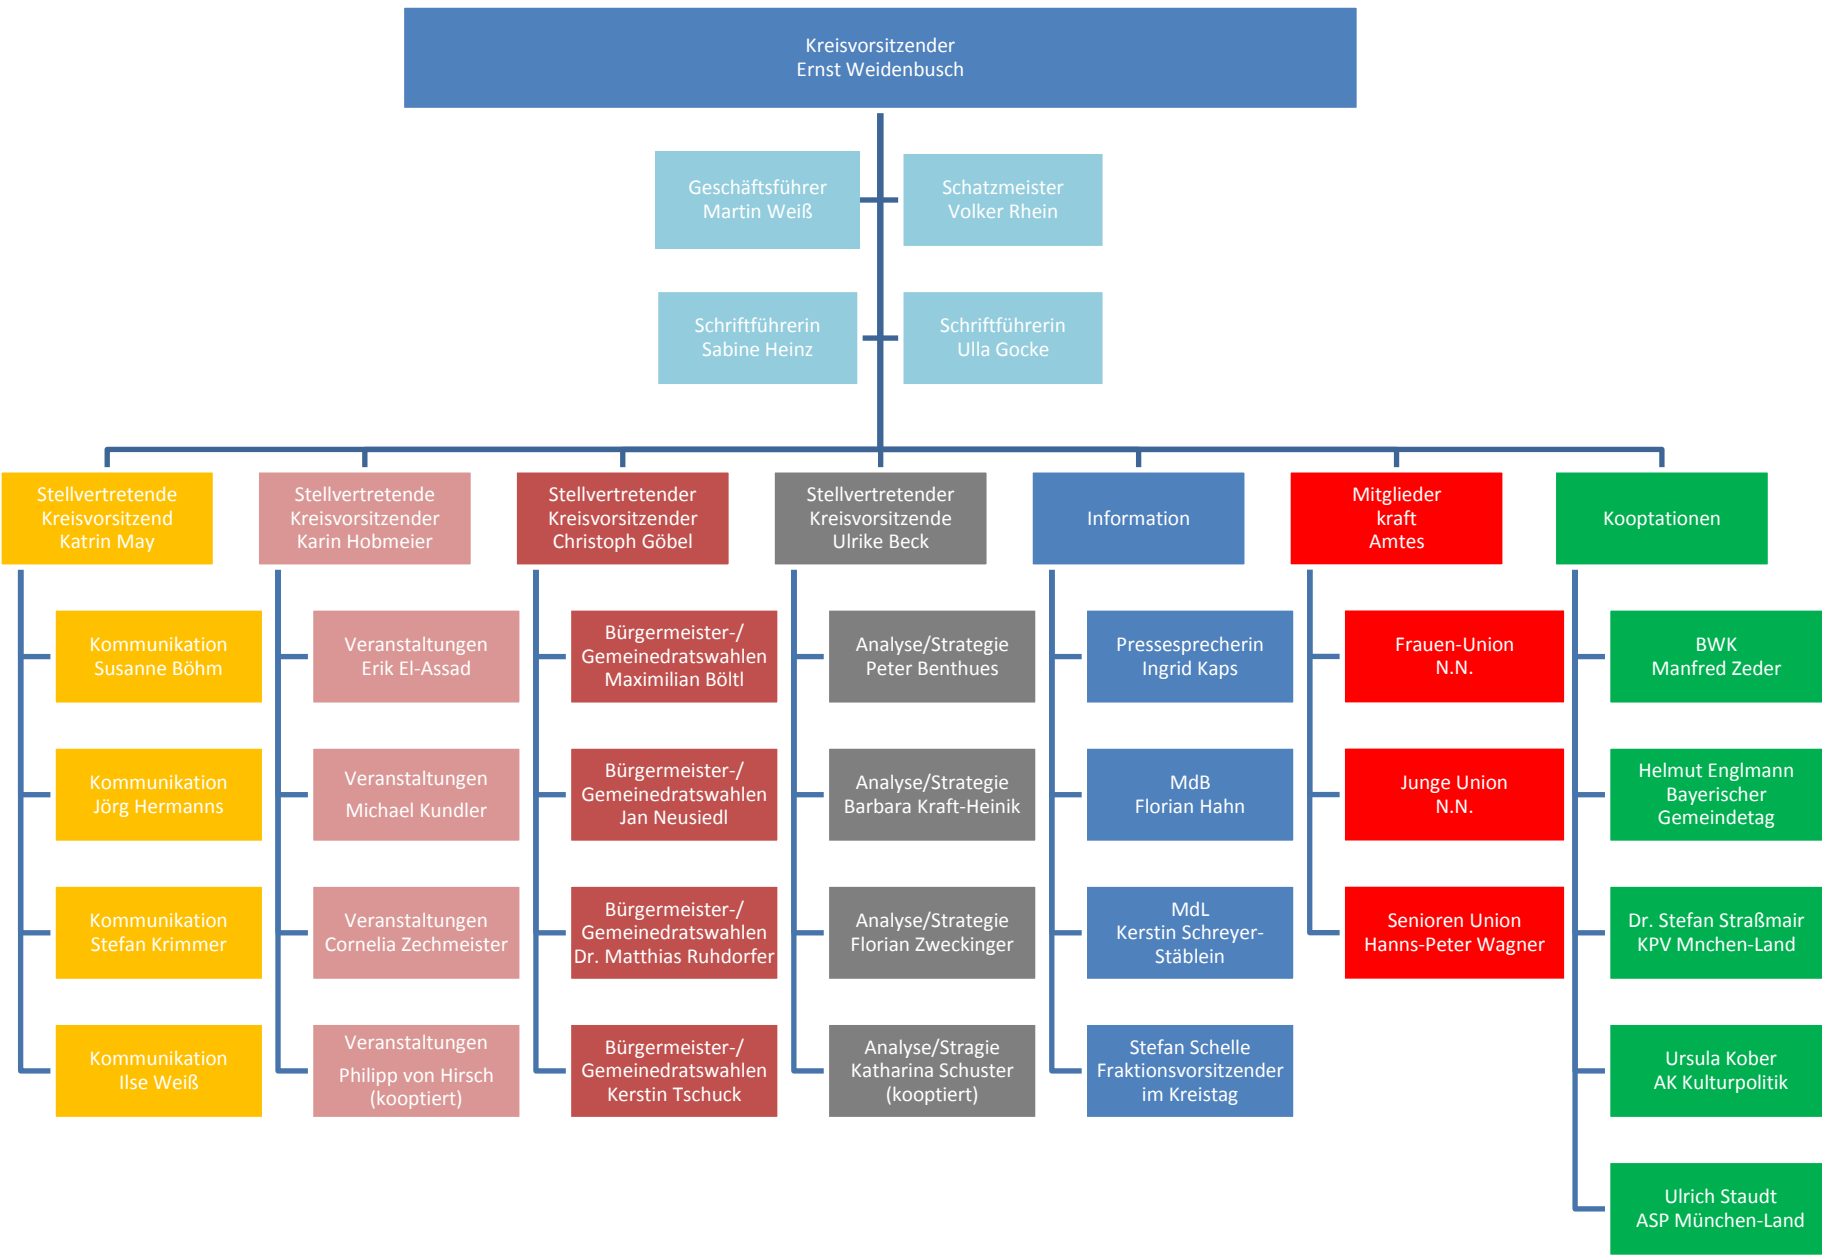 Kreisvorsitzender
Ernst Weidenbusch
Geschäftsführer
Martin Weiß
Schatzmeister
Volker Rhein
Schriftführerin
Sabine Heinz
Schriftführerin
Ulla Gocke
Stellvertretende
Kreisvorsitzend
Katrin May
Kommunikation
Susanne Böhm
Kommunikation
Jörg Hermanns
Kommunikation
Stefan Krimmer
Kommunikation
Ilse Weiß
Stellvertretende
Kreisvorsitzender
Karin Hobmeier
Veranstaltungen
Erik El-Assad
Veranstaltungen
Michael Kundler
Veranstaltungen
Cornelia Zechmeister
Veranstaltungen
Philipp von Hirsch
(kooptiert)
Stellvertretender
Kreisvorsitzender
Christoph Göbel
Bürgermeister-/
Gemeinedratswahlen
Maximilian Böltl
Bürgermeister-/
Gemeinedratswahlen
Jan Neusiedl
Bürgermeister-/
Gemeinedratswahlen
Dr. Matthias Ruhdorfer
Bürgermeister-/
Gemeinedratswahlen
Kerstin Tschuck
Stellvertretender
Kreisvorsitzende
Ulrike Beck
Analyse/Strategie
Peter Benthues
Analyse/Strategie
Barbara Kraft-Heinik
Analyse/Strategie
Florian Zweckinger
Analyse/Stragie
Katharina Schuster
(kooptiert)
Information
Pressesprecherin
Ingrid Kaps
MdB
Florian Hahn
MdL
Kerstin Schreyer-
Stäblein
Stefan Schelle
Fraktionsvorsitzender
im Kreistag
Mitglieder
kraft
Amtes
Frauen-Union
N.N.
Junge Union
N.N.
Senioren Union
Hanns-Peter Wagner
Kooptationen
BWK
Manfred Zeder
Helmut Englmann
Bayerischer
Gemeindetag
Dr. Stefan Straßmair
KPV Mnchen-Land
Ursula Kober
AK Kulturpolitik
Ulrich Staudt
ASP München-Land